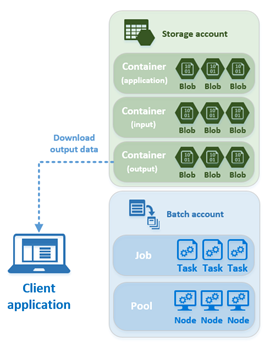 Storage account
Container
(application)
Blob Blob Blob
Container
(input)
Blob Blob Blob
Container
(output)
Blob Blob Blob
Download
output data
Batch account
Job
Task Task Task
Pool
Node Node Node
Client
application